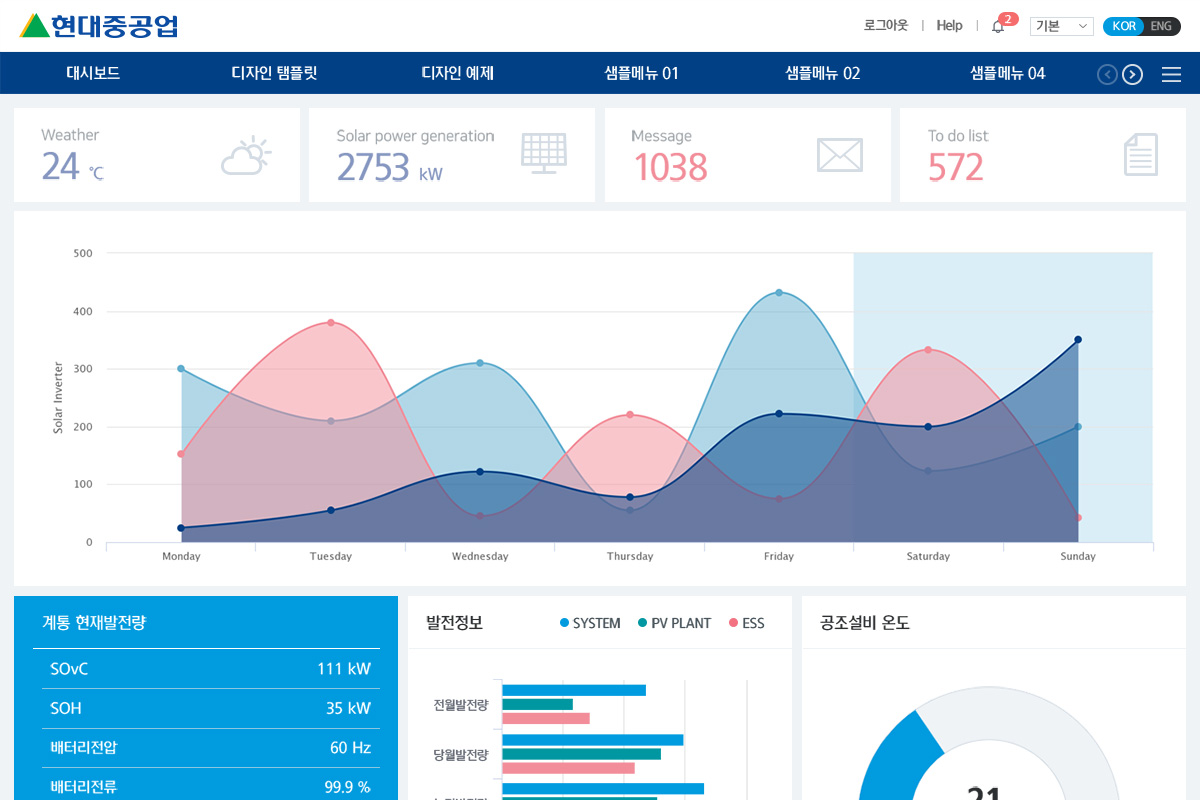 현대중공업
로그아웃 | Help | 2 기본 KOR ENG
대시보드 디자인 템플릿 디자인 예제 샘플메뉴 01 샘플메뉴 02 샘플메뉴 04
Weather
24 ℃
Solar power generation
2753 kW
Message
1038
To do list
572
Solar Inverter
500
400
300
200
100
0
Monday Tuesday Wednesday Thursday Friday Saturday Sunday
계통 현재발전량
SOvC 111 kW
SOH 35 kW
배터리전압 60 Hz
배터리전류 99.9 %
발전정보 SYSTEM PV PLANT ESS
전월발전량
당월발전량
공조설비 온도
21